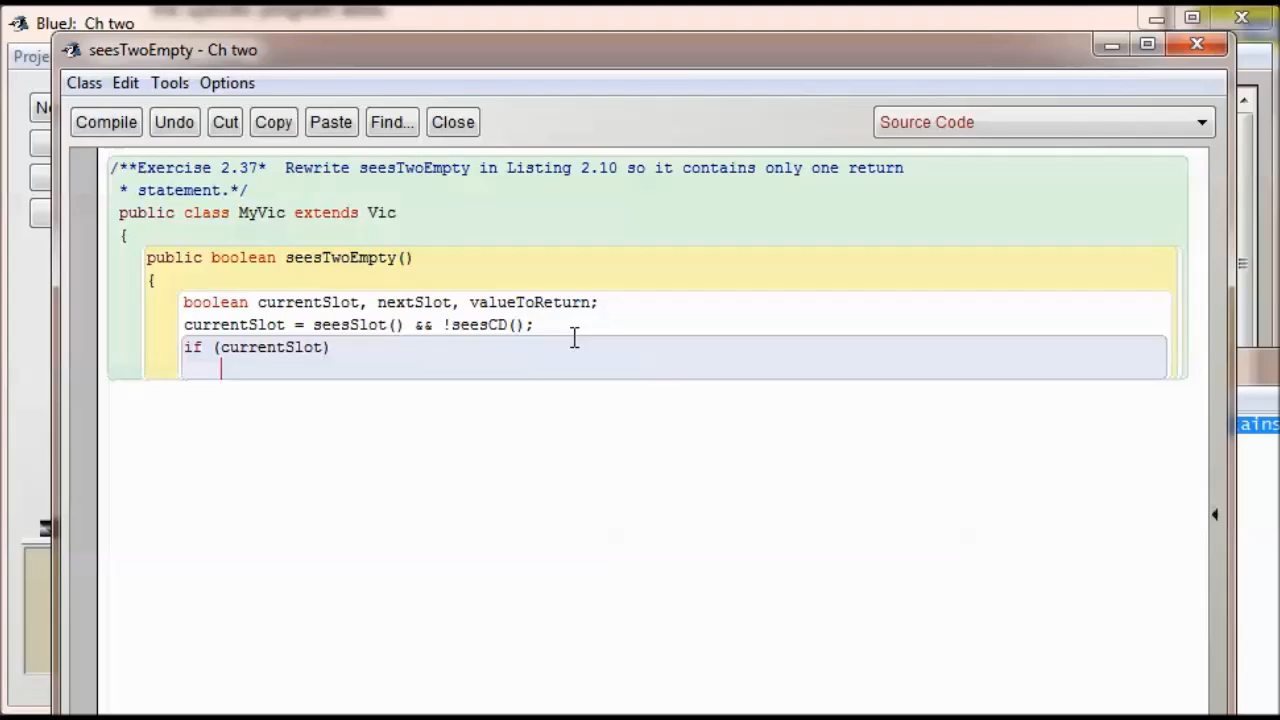 BlueJ: Ch two
seesTwoEmpty - Ch two
Class Edit Tools Options
Compile Undo Cut Copy Paste Find... Close Source Code
/**Exercise 2.37*  Rewrite seesTwoEmpty in Listing 2.10 so it contains only one return
* statement.*/
public class MyVic extends Vic
{
public boolean seesTwoEmpty()
{
boolean currentSlot, nextSlot, valueToReturn;
currentSlot = seesSlot() && !seesCD();
if (currentSlot)